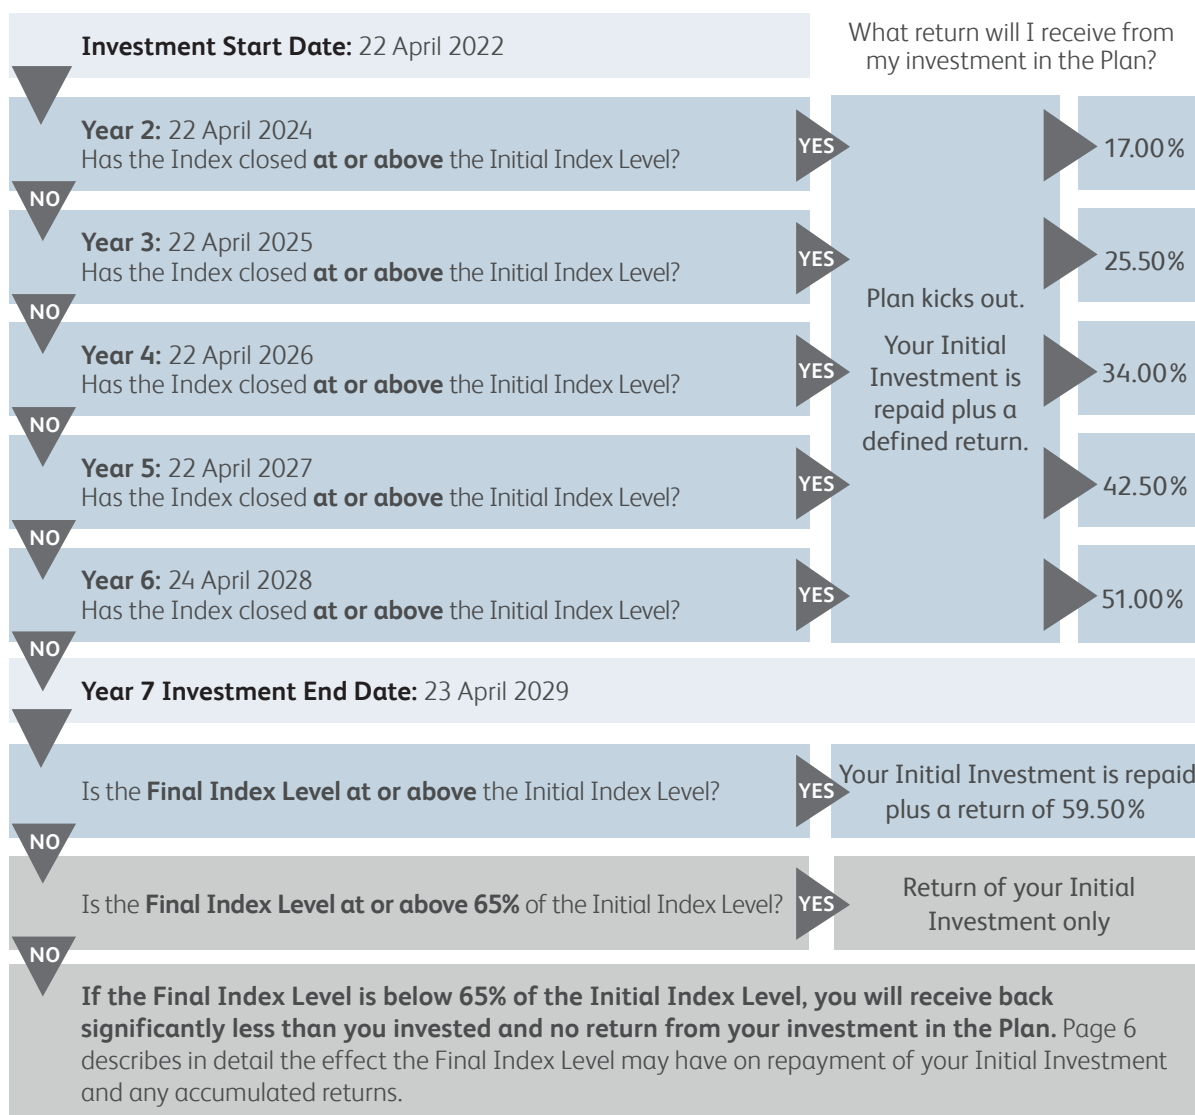 Investment Start Date: 22 April 2022
What return will I receive from
my investment in the Plan?
Year 2: 22 April 2024
Has the Index closed at or above the Initial Index Level?
YES
17.00%
NO
Year 3: 22 April 2025
Has the Index closed at or above the Initial Index Level?
YES
25.50%
NO
Plan kicks out.
Your Initial
Investment is
repaid plus a
defined return.
Year 4: 22 April 2026
Has the Index closed at or above the Initial Index Level?
YES
34.00%
NO
Year 5: 22 April 2027
Has the Index closed at or above the Initial Index Level?
YES
42.50%
NO
Year 6: 24 April 2028
Has the Index closed at or above the Initial Index Level?
YES
51.00%
NO
Year 7 Investment End Date: 23 April 2029
Is the Final Index Level at or above the Initial Index Level?
YES
Your Initial Investment is repaid
plus a return of 59.50%
NO
Is the Final Index Level at or above 65% of the Initial Index Level?
YES
Return of your Initial
Investment only
NO
If the Final Index Level is below 65% of the Initial Index Level, you will receive back
significantly less than you invested and no return from your investment in the Plan. Page 6
describes in detail the effect the Final Index Level may have on repayment of your Initial Investment
and any accumulated returns.